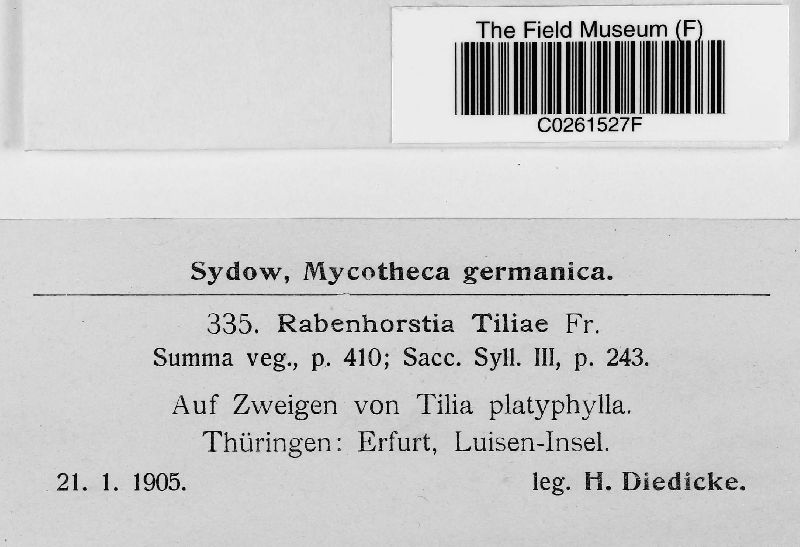 The Field Museum (F)
C0261527F
Sydow, Mycotheca germanica.
335. Rabenhorstia Tiliae Fr.
Summa veg., p. 410; Sacc. Syll. III, p. 243.
Auf Zweigen von Tilia platyphylla.
Thüringen: Erfurt, Luisen-Insel.
21. 1. 1905. leg. H. Diedicke.